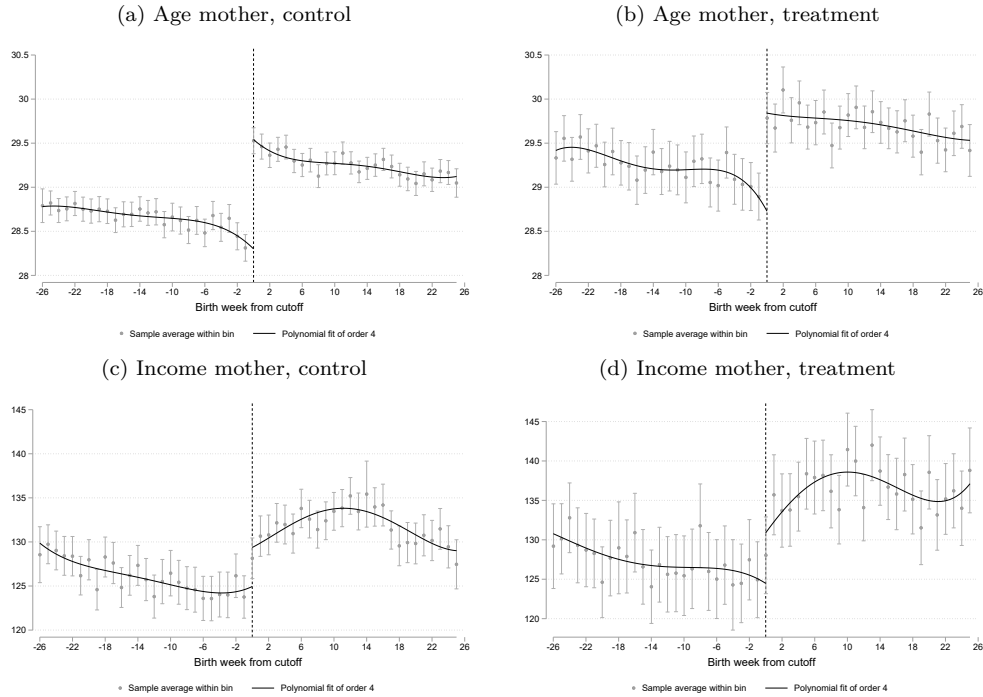 (a) Age mother, control
30.5
30
29.5
29
28.5
28
-26 -22 -18 -14 -10 -6 -2 2 6 10 14 18 22 26
Birth week from cutoff
Sample average within bin Polynomial fit of order 4
(b) Age mother, treatment
30.5
30
29.5
29
28.5
28
-26 -22 -18 -14 -10 -6 -2 2 6 10 14 18 22 26
Birth week from cutoff
Sample average within bin Polynomial fit of order 4
(c) Income mother, control
145
140
135
130
125
120
-26 -22 -18 -14 -10 -6 -2 2 6 10 14 18 22 26
Birth week from cutoff
Sample average within bin Polynomial fit of order 4
(d) Income mother, treatment
145
140
135
130
125
120
-26 -22 -18 -14 -10 -6 -2 2 6 10 14 18 22 26
Birth week from cutoff
Sample average within bin Polynomial fit of order 4